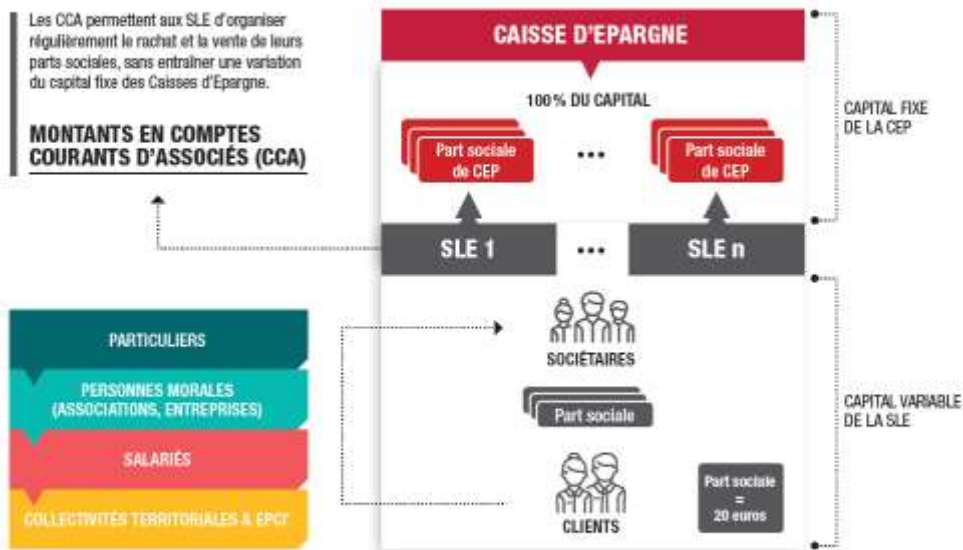 Les CCA permettent aux SLE d'organiser
régulièrement le rachat et la vente de leurs
parts sociales, sans entraîner une variation
du capital fixe des Caisses d'Epargne.
MONTANTS EN COMPTES
COURANTS D'ASSOCIÉS (CCA)
CAISSE D'EPARGNE
100 % DU CAPITAL
Part sociale
de CEP
...
Part sociale
de CEP
CAPITAL FIXE
DE LA CEP
SLE 1
...
SLE n
PARTICULIERS
PERSONNES MORALES
(ASSOCIATIONS, ENTREPRISES)
SALARIÉS
COLLECTIVITÉS TERRITORIALES & EPCI
SOCIÉTAIRES
Part sociale
CLIENTS
Part sociale
=
20 euros
CAPITAL VARIABLE
DE LA SLE